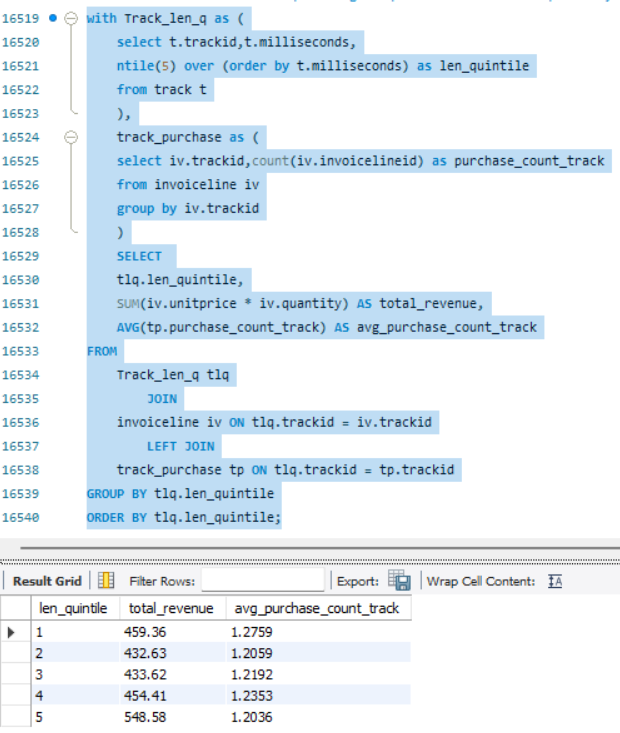 16519 with Track_len_q as (
16520 select t.trackid,t.milliseconds,
16521 ntile(5) over (order by t.milliseconds) as len_quintile
16522 from track t
16523 ),
16524 track_purchase as (
16525 select iv.trackid,count(iv.invoicelineid) as purchase_count_track
16526 from invoiceline iv
16527 group by iv.trackid
16528 )
16529 SELECT
16530 tlq.len_quintile,
16531 SUM(iv.unitprice * iv.quantity) AS total_revenue,
16532 AVG(tp.purchase_count_track) AS avg_purchase_count_track
16533 FROM
16534 Track_len_q tlq
16535 JOIN
16536 invoiceline iv ON tlq.trackid = iv.trackid
16537 LEFT JOIN
16538 track_purchase tp ON tlq.trackid = tp.trackid
16539 GROUP BY tlq.len_quintile
16540 ORDER BY tlq.len_quintile;
Result Grid Filter Rows: Export: Wrap Cell Content:
len_quintile total_revenue avg_purchase_count_track
1 459.36 1.2759
2 432.63 1.2059
3 433.62 1.2192
4 454.41 1.2353
5 548.58 1.2036